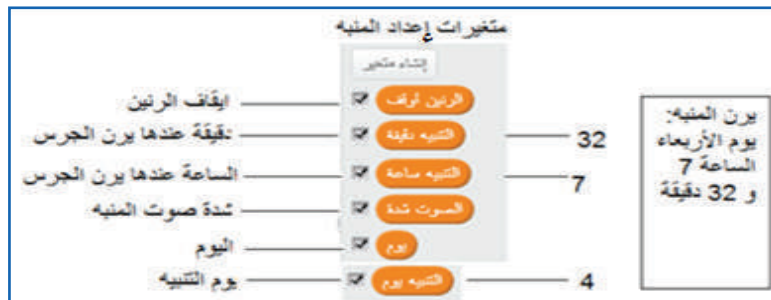 متغيرات إعداد المنبه
إنشاء متغير
ايقاف الرنين
الرنين أوقف
دقيقة عندها يرن الجرس
التنبيه دقيقة
32
الساعة عندها يرن الجرس
التنبيه ساعة
7
شدة صوت المنبه
الصوت شدة
اليوم
يوم
يوم التنبيه
التنبيه يوم
4
يرن المنبه:
يوم الأربعاء
الساعة 7
و 32 دقيقة